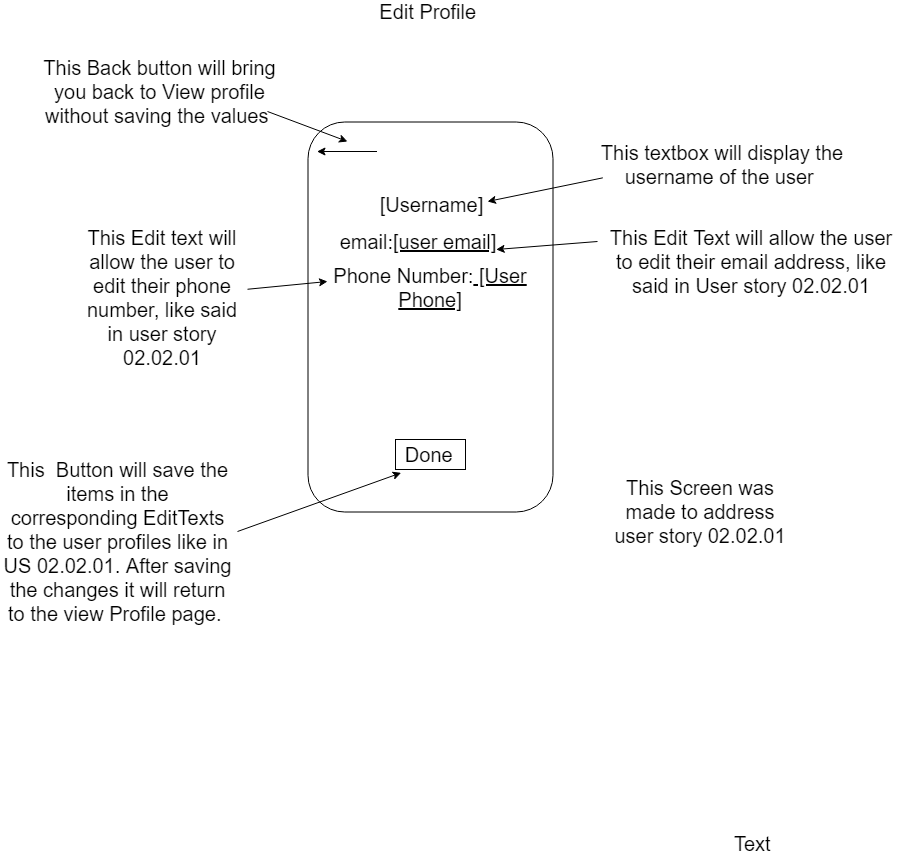 Edit Profile
This Back button will bring
you back to View profile
without saving the values
This textbox will display the
username of the user
[Username]
This Edit text will
allow the user to
edit their phone
number, like said
in user story
02.02.01
email:[user email]
This Edit Text will allow the user
to edit their email address, like
said in User story 02.02.01
Phone Number: [User
Phone]
Done
This  Button will save the
items in the
corresponding EditTexts
to the user profiles like in
US 02.02.01. After saving
the changes it will return
to the view Profile page.
This Screen was
made to address
user story 02.02.01
Text